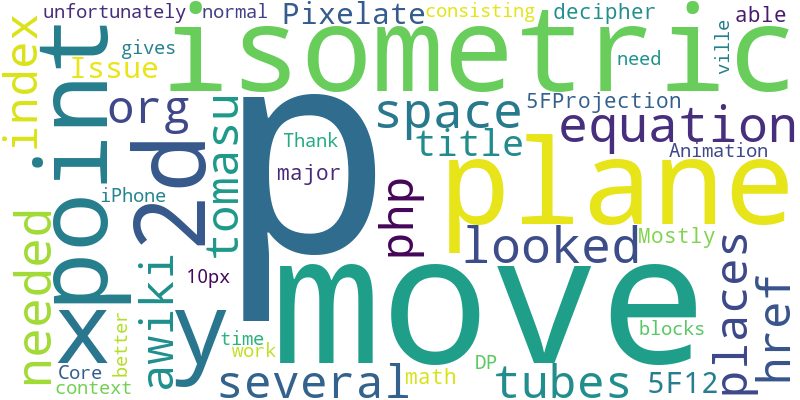 unfortunately
normal
Pixelate
consisting
decipher
able
gives
Issue
isometric
need
ville
index
point
org
2d
tomasu
p
space
5FProjection
equation
title
Thank
major
plane
Animation
iPhone
php
looked
Mostly
needed
x
y
awiki
10px
move
places
href
time
work
blocks
Core
better
context
several
math
DP
tubes
5F12